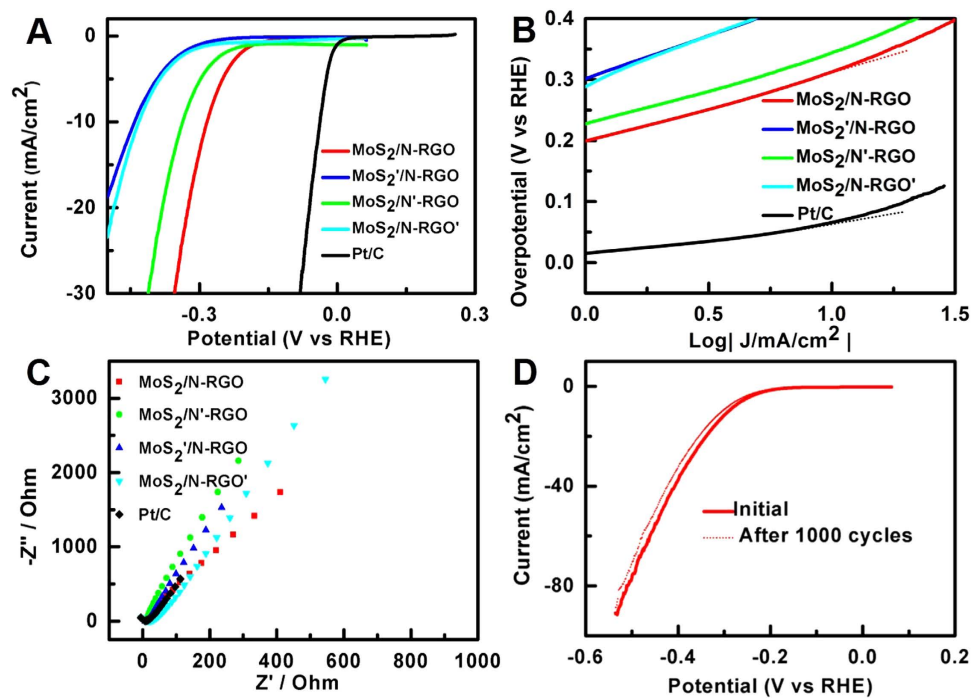 A
0
-10
-20
-30
Current (mA/cm²)
-0.3
0.0
0.3
Potential (V vs RHE)
MoS₂/N-RGO
MoS₂'/N-RGO
MoS₂/N'-RGO
MoS₂/N-RGO'
Pt/C
B
0.4
0.3
0.2
0.1
0.0
Overpotential (V vs RHE)
0.0
0.5
1.0
1.5
Log| J/mA/cm² |
MoS₂/N-RGO
MoS₂'/N-RGO
MoS₂/N'-RGO
MoS₂/N-RGO'
Pt/C
C
3000
2000
1000
0
-Z'' / Ohm
0
200
400
600
800
1000
Z' / Ohm
MoS₂/N-RGO
MoS₂/N'-RGO
MoS₂'/N-RGO
MoS₂/N-RGO'
Pt/C
D
0
-40
-80
Current (mA/cm²)
-0.6
-0.4
-0.2
0.0
0.2
Potential (V vs RHE)
Initial
After 1000 cycles